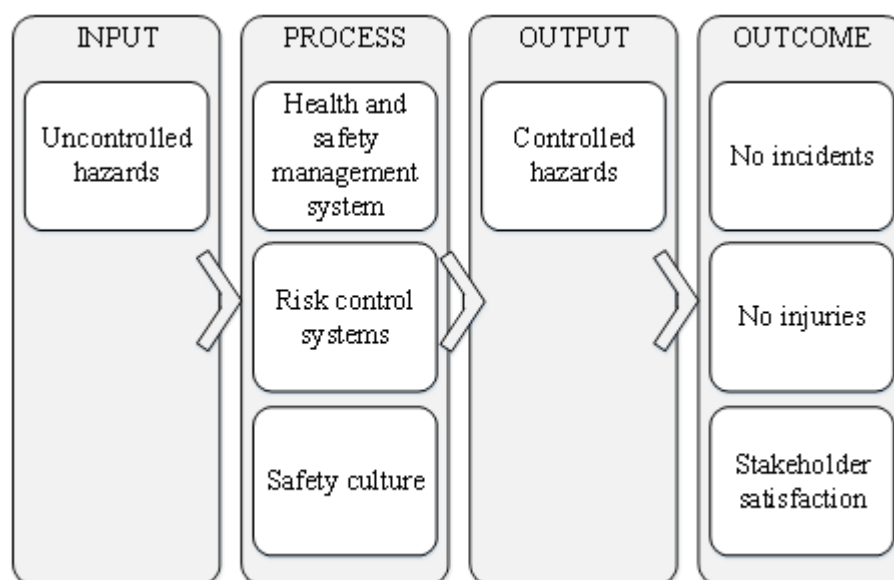 INPUT
Uncontrolled
hazards
PROCESS
Health and
safety
management
system
Risk control
systems
Safety culture
OUTPUT
Controlled
hazards
OUTCOME
No incidents
No injuries
Stakeholder
satisfaction